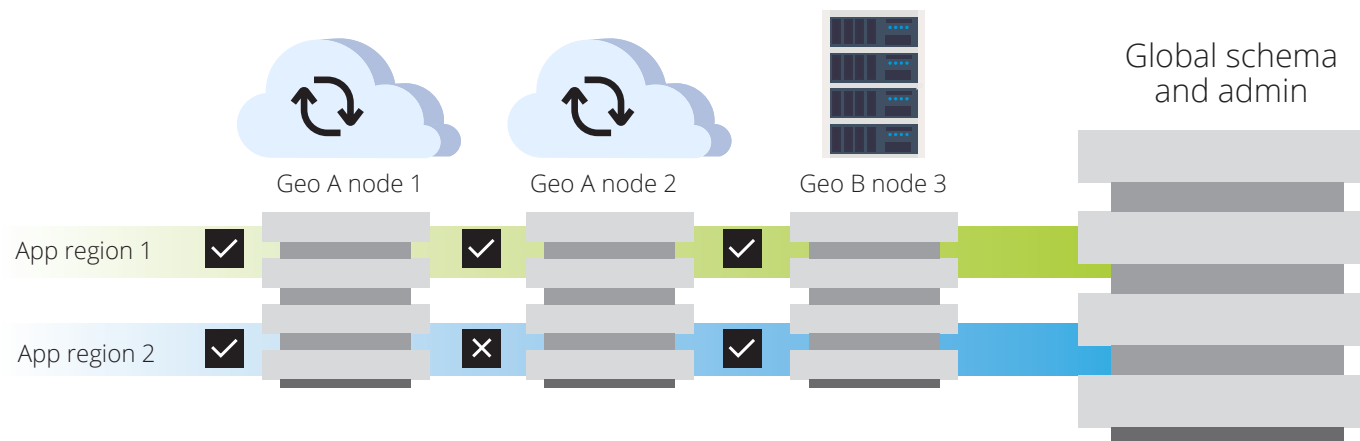 Global schema
and admin
Geo A node 1
Geo A node 2
Geo B node 3
App region 1
App region 2